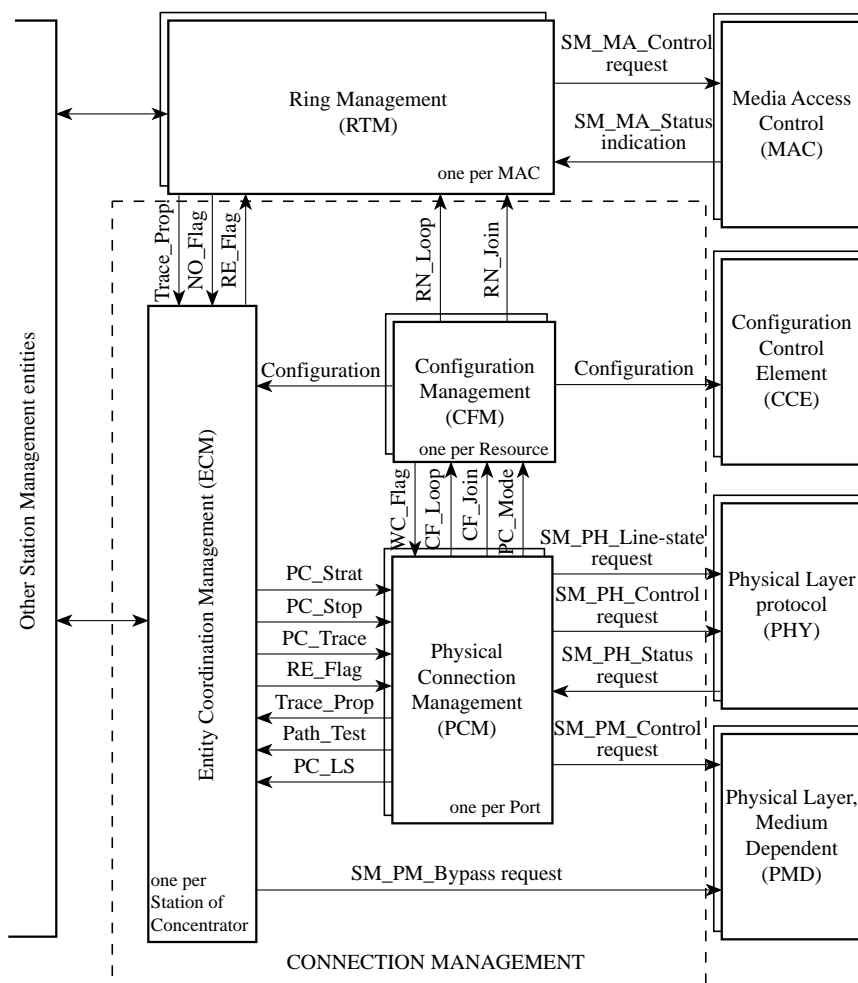 SM_MA_Control
request
Ring Management
(RTM)
Media Access
Control
(MAC)
SM_MA_Status
indication
one per MAC
Trace_Prop
NO_Flag
RE_Flag
RN_Loop
RN_Join
Other Station Management entities
Configuration
Configuration
Management
(CFM)
one per Resource
Configuration
Configuration
Control
Element
(CCE)
WC_Flag
CF_Loop
CF_Join
PC_Mode
Entity Coordination Management (ECM)
PC_Strat
PC_Stop
PC_Trace
RE_Flag
Trace_Prop
Path_Test
PC_LS
Physical
Connection
Management
(PCM)
one per Port
SM_PH_Line-state
request
SM_PH_Control
request
SM_PH_Status
request
SM_PM_Control
request
Physical Layer
protocol
(PHY)
Physical Layer,
Medium
Dependent
(PMD)
SM_PM_Bypass request
one per
Station of
Concentrator
CONNECTION MANAGEMENT